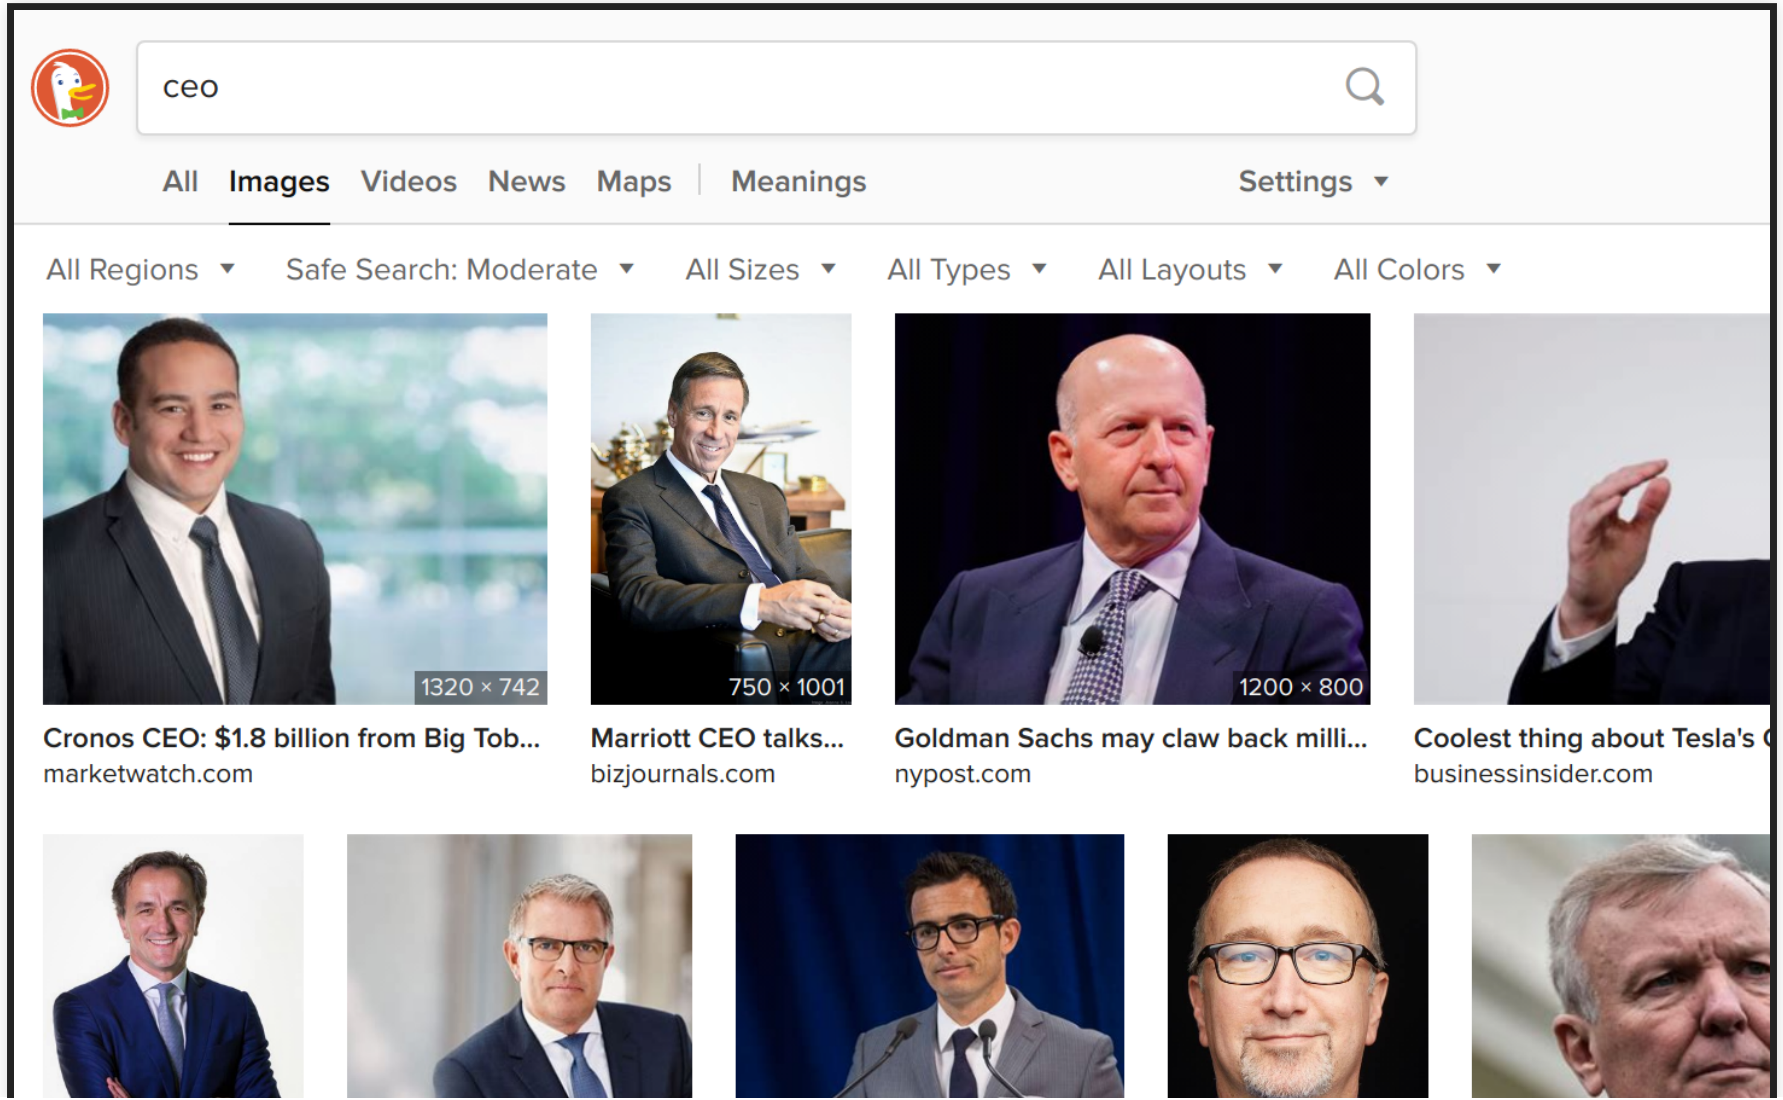 ceo
All Images Videos News Maps Meanings Settings
All Regions Safe Search: Moderate All Sizes All Types All Layouts All Colors
1320 × 742
750 × 1001
1200 × 800
Cronos CEO: $1.8 billion from Big Tob...
marketwatch.com
Marriott CEO talks...
bizjournals.com
Goldman Sachs may claw back milli...
nypost.com
Coolest thing about Tesla's
businessinsider.com